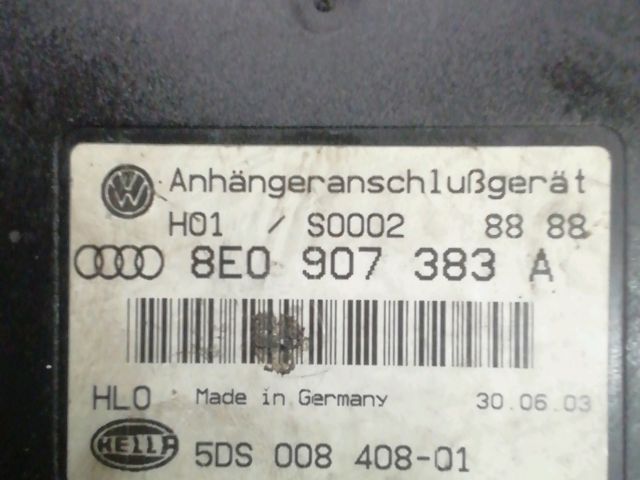 Anhängeranschlußgerät
H01 / S0002 88 88
8E0 907 383 A
HLO Made in Germany 30.06.03
HELLA 5DS 008 408-01